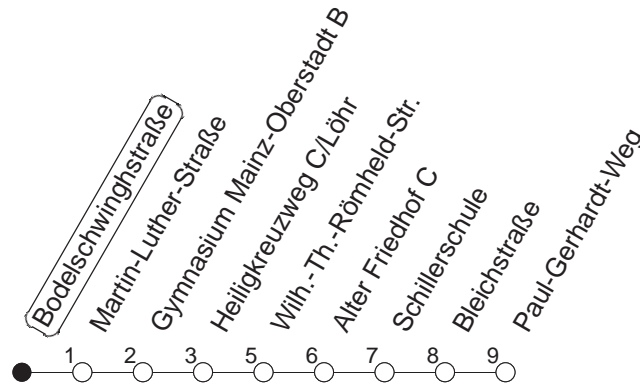 Bodelschwinghstraße
Martin-Luther-Straße
Gymnasium Mainz-Oberstadt B
Heiligkreuzweg C/Löhr
Wilh.-Th.-Römheld-Str.
Alter Friedhof C
Schillerschule
Bleichstraße
Paul-Gerhardt-Weg
1 2 3 5 6 7 8 9